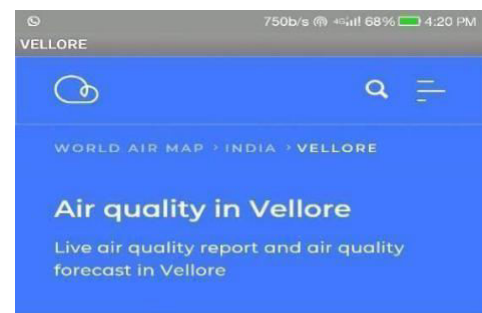 750b/s 4G 68% 4:20 PM
VELLORE
WORLD AIR MAP > INDIA > VELLORE
Air quality in Vellore
Live air quality report and air quality
forecast in Vellore